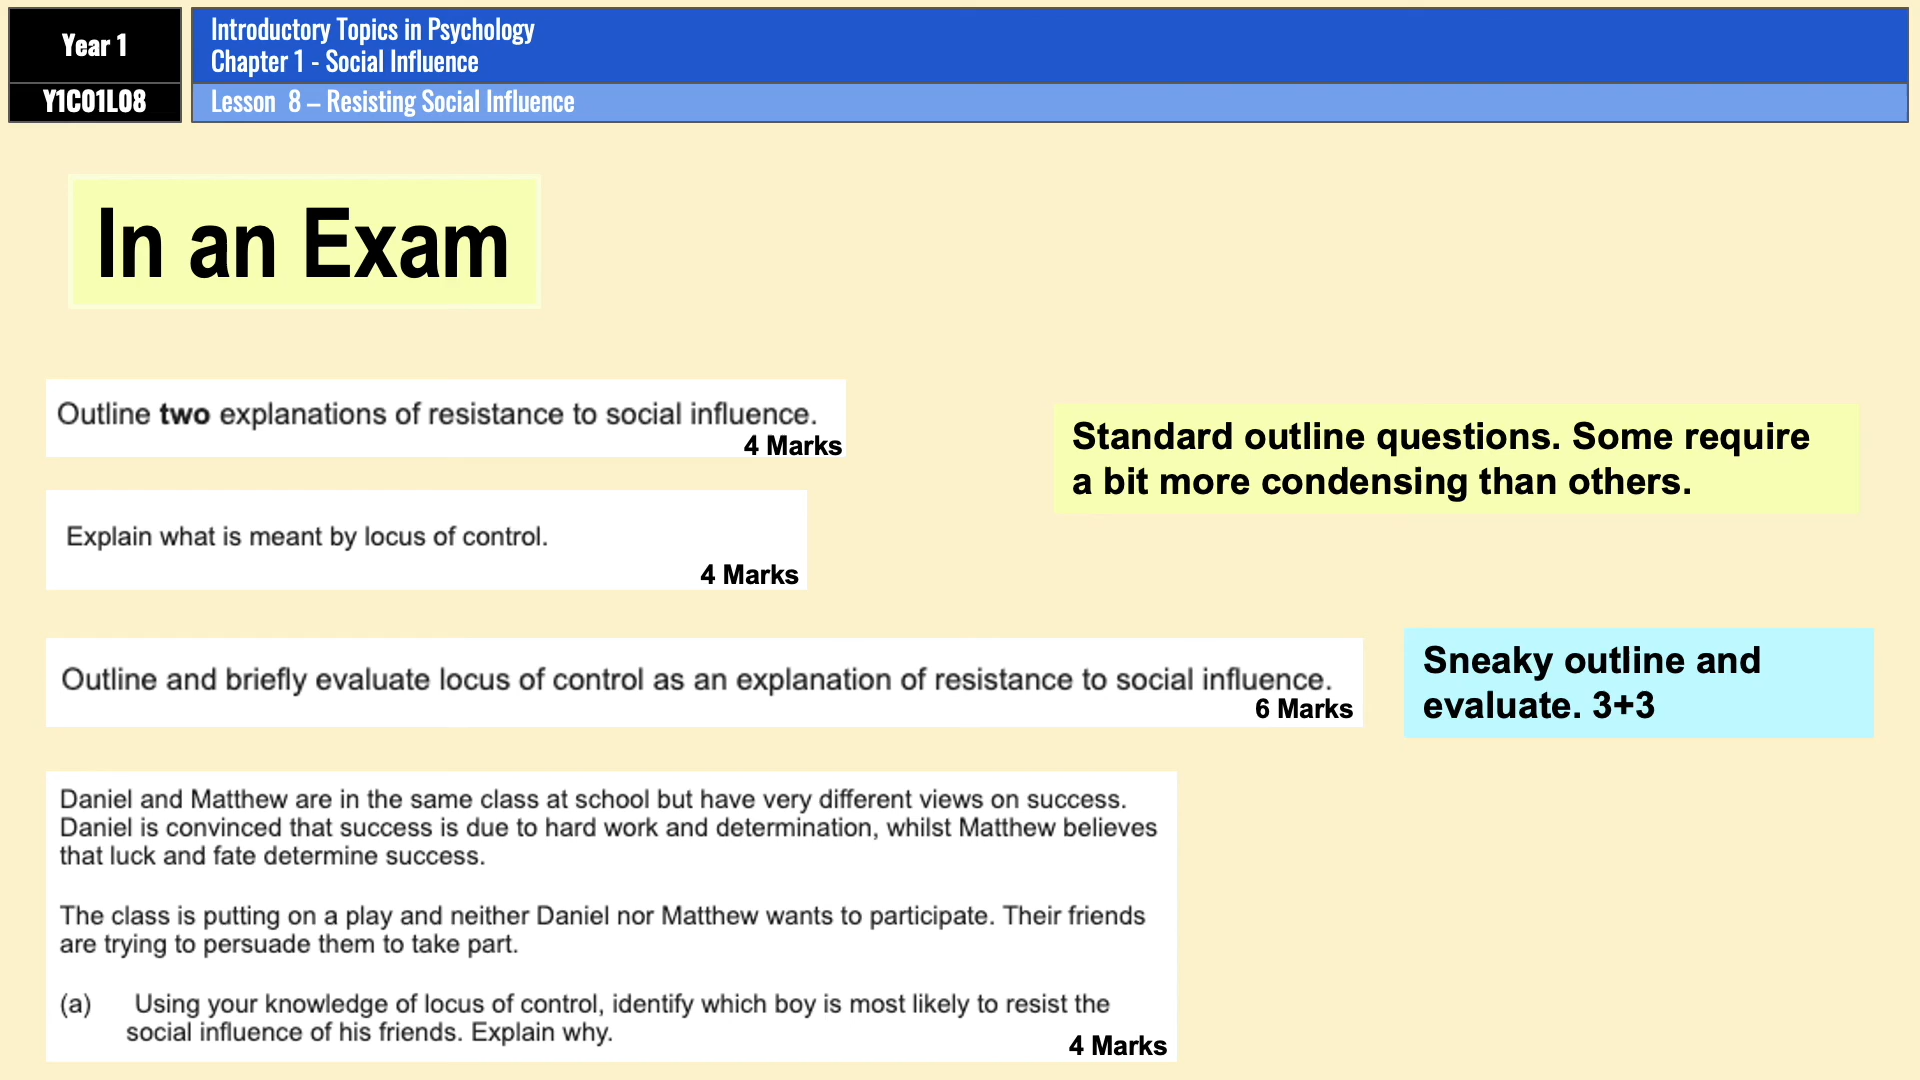 Year 1
Introductory Topics in Psychology
Chapter 1 - Social Influence
Y1C01L08
Lesson 8 – Resisting Social Influence
In an Exam
Outline two explanations of resistance to social influence.
4 Marks
Standard outline questions. Some require
a bit more condensing than others.
Explain what is meant by locus of control.
4 Marks
Outline and briefly evaluate locus of control as an explanation of resistance to social influence.
6 Marks
Sneaky outline and
evaluate. 3+3
Daniel and Matthew are in the same class at school but have very different views on success.
Daniel is convinced that success is due to hard work and determination, whilst Matthew believes
that luck and fate determine success.
The class is putting on a play and neither Daniel nor Matthew wants to participate. Their friends
are trying to persuade them to take part.
(a) Using your knowledge of locus of control, identify which boy is most likely to resist the
social influence of his friends. Explain why.
4 Marks